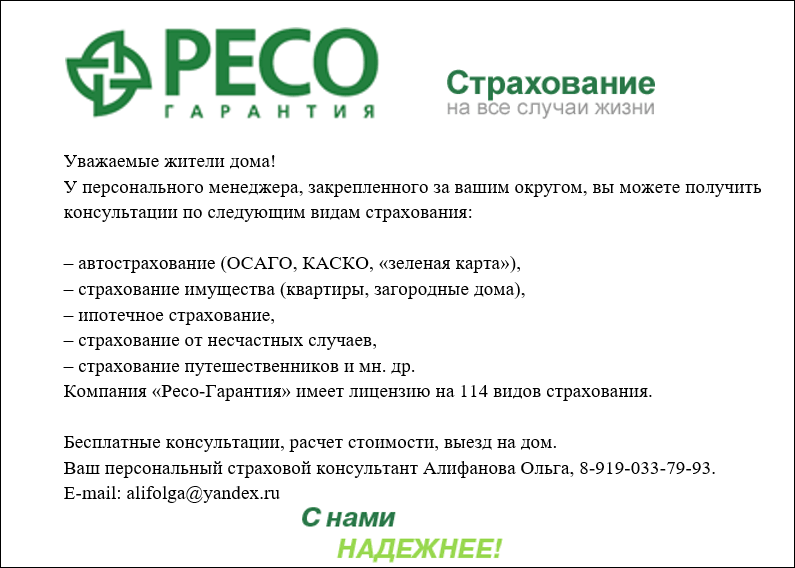 РЕСО
ГАРАНТИЯ
Страхование
на все случаи жизни
Уважаемые жители дома!
У персонального менеджера, закрепленного за вашим округом, вы можете получить
консультации по следующим видам страхования:
– автострахование (ОСАГО, КАСКО, «зеленая карта»),
– страхование имущества (квартиры, загородные дома),
– ипотечное страхование,
– страхование от несчастных случаев,
– страхование путешественников и мн. др.
Компания «Ресо-Гарантия» имеет лицензию на 114 видов страхования.
Бесплатные консультации, расчет стоимости, выезд на дом.
Ваш персональный страховой консультант Алифанова Ольга, 8-919-033-79-93.
E-mail: alifolga@yandex.ru
С нами
НАДЕЖНЕЕ!